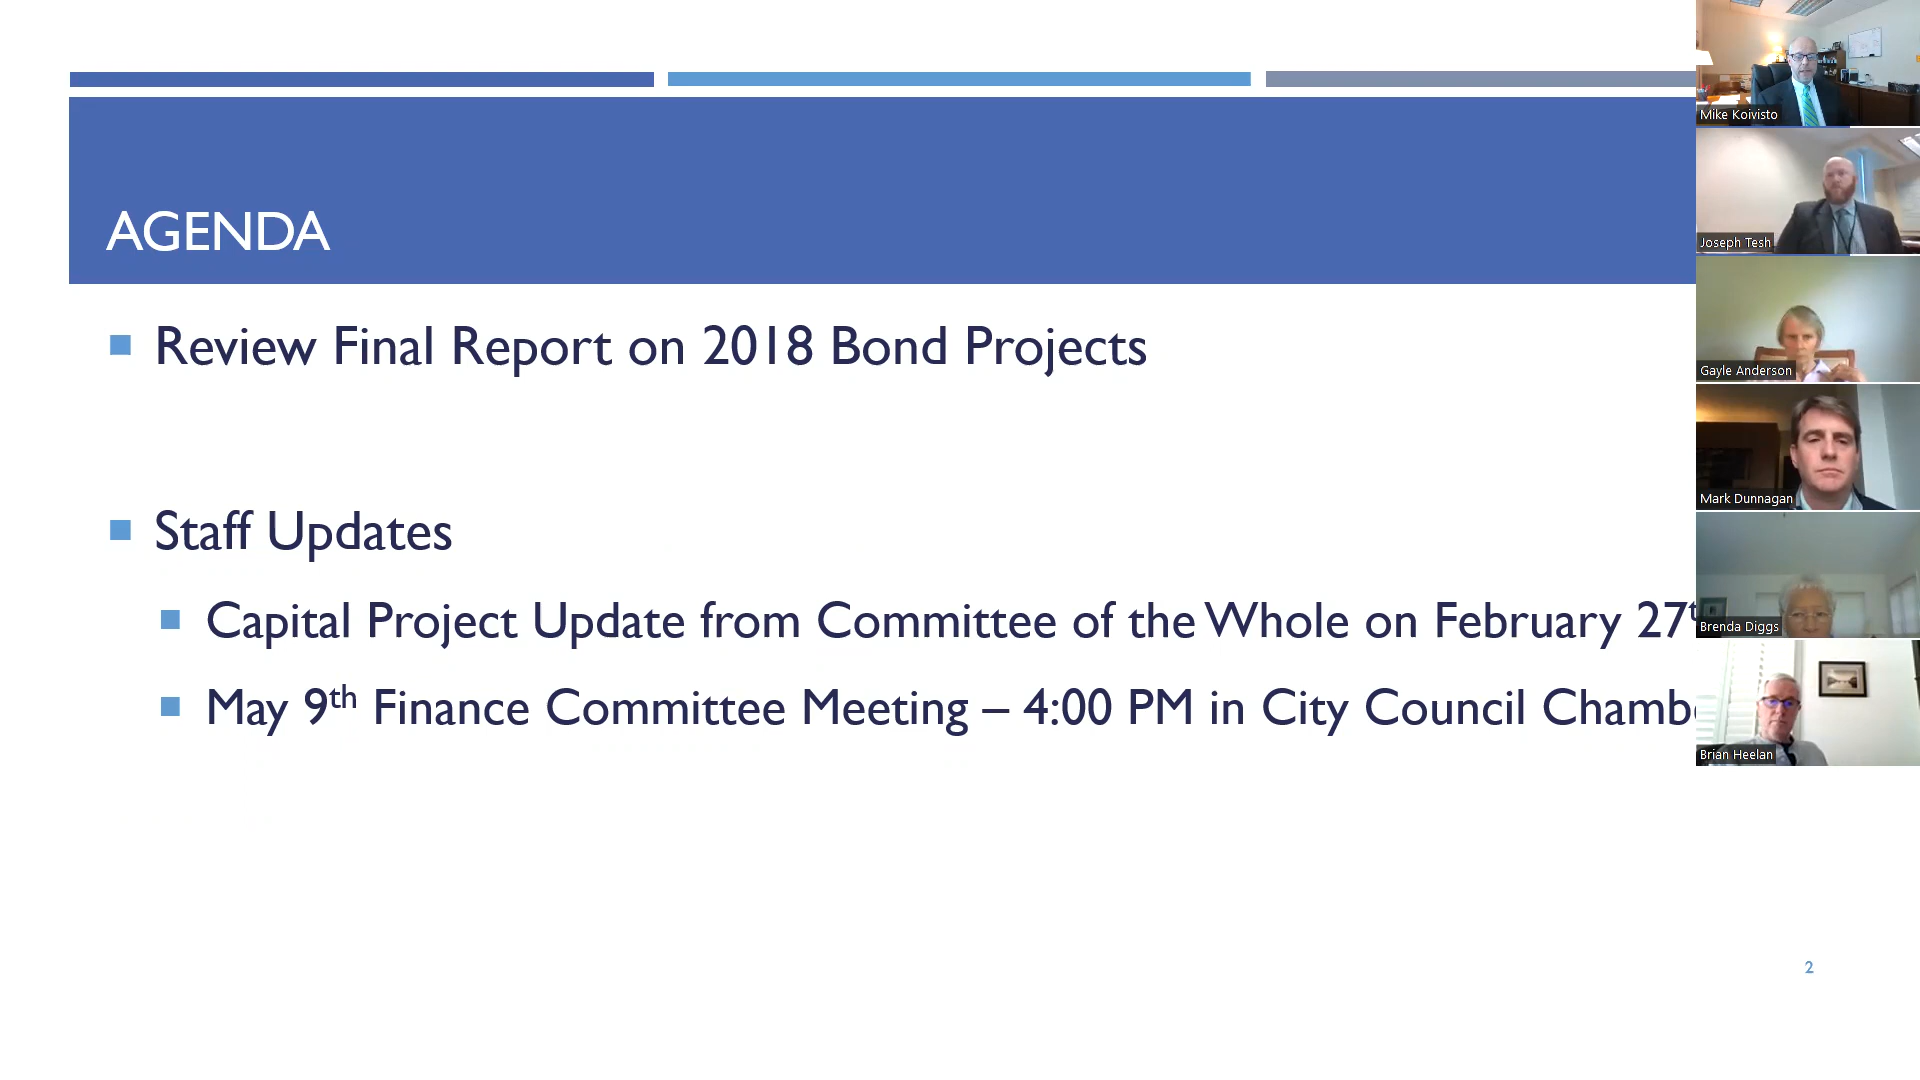 AGENDA
Review Final Report on 2018 Bond Projects
Staff Updates
Capital Project Update from Committee of the Whole on February 27t
May 9th Finance Committee Meeting – 4:00 PM in City Council Chamb
2
Mike Koivisto
Joseph Tesh
Gayle Anderson
Mark Dunnagan
Brenda Diggs
Brian Heelan